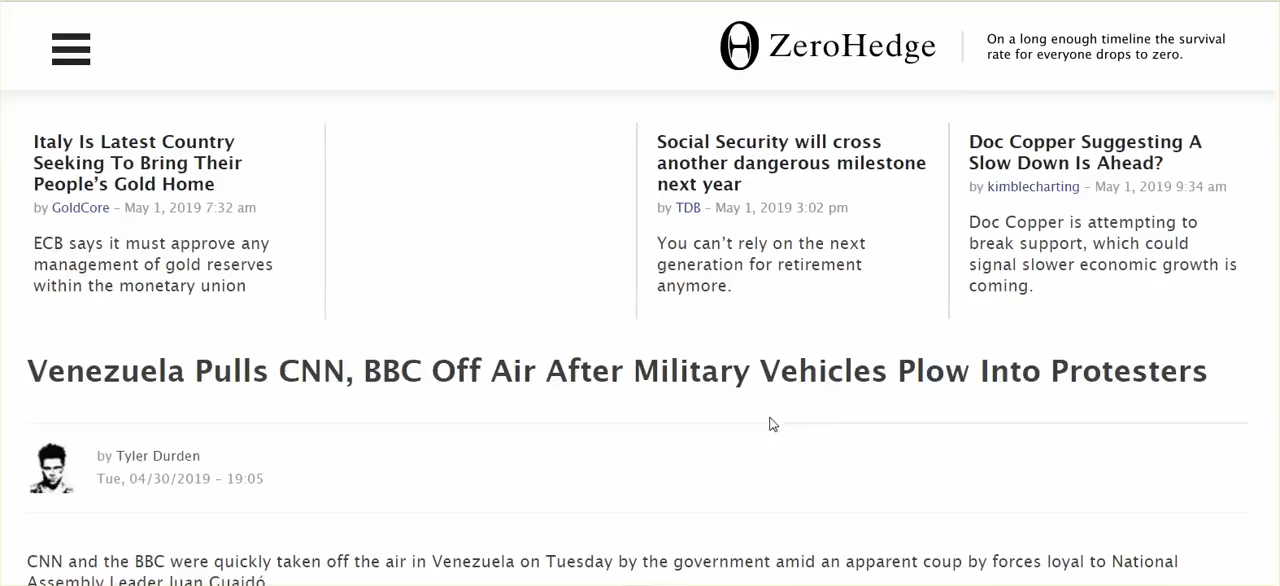 ZeroHedge
On a long enough timeline the survival
rate for everyone drops to zero.
Italy Is Latest Country
Seeking To Bring Their
People’s Gold Home
by GoldCore – May 1, 2019 7:32 am
ECB says it must approve any
management of gold reserves
within the monetary union
Social Security will cross
another dangerous milestone
next year
by TDB – May 1, 2019 3:02 pm
You can’t rely on the next
generation for retirement
anymore.
Doc Copper Suggesting A
Slow Down Is Ahead?
by kimblecharting – May 1, 2019 9:34 am
Doc Copper is attempting to
break support, which could
signal slower economic growth is
coming.
Venezuela Pulls CNN, BBC Off Air After Military Vehicles Plow Into Protesters
by Tyler Durden
Tue, 04/30/2019 – 19:05
CNN and the BBC were quickly taken off the air in Venezuela on Tuesday by the government amid an apparent coup by forces loyal to National
Assembly Leader Juan Guaidó